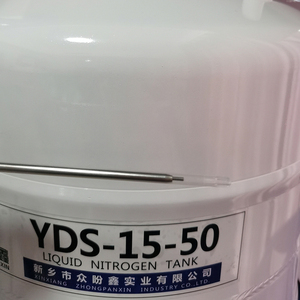 YDS-15-50
LIQUID NITROGEN TANK
新乡市众盼鑫实业有限公司
XINXIANG ZHONGPANXIN INDUSTRY CO.,LTD